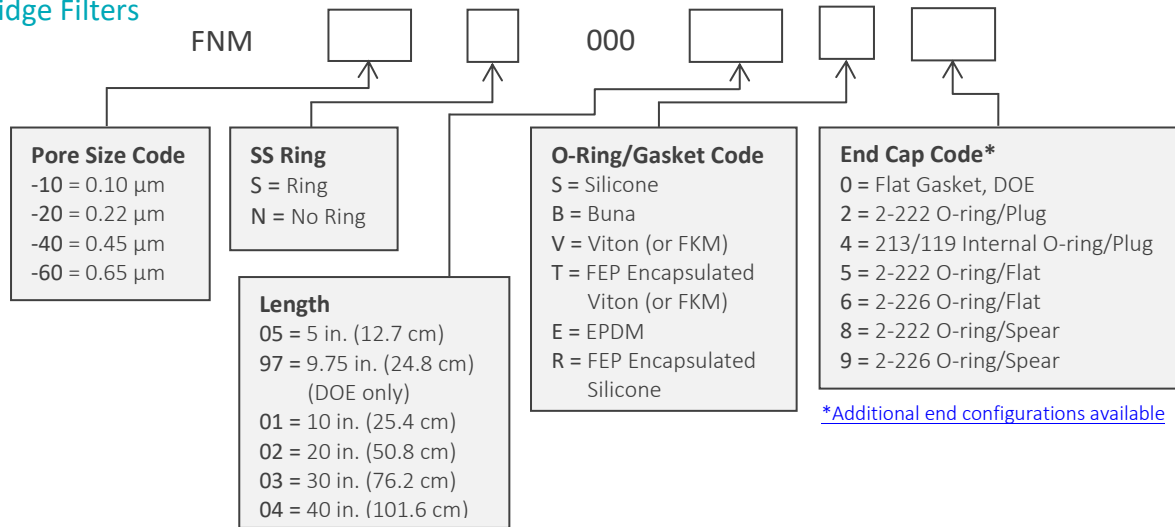 idge Filters
FNM 000
Pore Size Code
-10 = 0.10 µm
-20 = 0.22 µm
-40 = 0.45 µm
-60 = 0.65 µm
SS Ring
S = Ring
N = No Ring
Length
05 = 5 in. (12.7 cm)
97 = 9.75 in. (24.8 cm)
(DOE only)
01 = 10 in. (25.4 cm)
02 = 20 in. (50.8 cm)
03 = 30 in. (76.2 cm)
04 = 40 in. (101.6 cm)
O-Ring/Gasket Code
S = Silicone
B = Buna
V = Viton (or FKM)
T = FEP Encapsulated
Viton (or FKM)
E = EPDM
R = FEP Encapsulated
Silicone
End Cap Code*
0 = Flat Gasket, DOE
2 = 2-222 O-ring/Plug
4 = 213/119 Internal O-ring/Plug
5 = 2-222 O-ring/Flat
6 = 2-226 O-ring/Flat
8 = 2-222 O-ring/Spear
9 = 2-226 O-ring/Spear
*Additional end configurations available